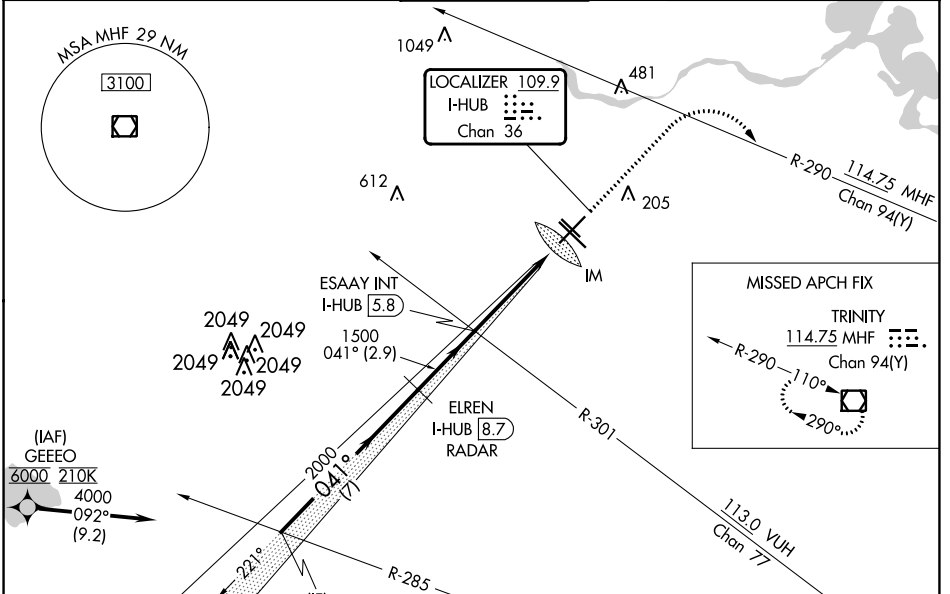 MSA MHF 29 NM
3100
1049
481
LOCALIZER 109.9
I-HUB
Chan 36
R-290
114.75 MHF
Chan 94(Y)
612
205
IM
ESAAY INT
I-HUB 5.8
1500
041° (2.9)
MISSED APCH FIX
TRINITY
114.75 MHF
Chan 94(Y)
R-290
110°
290°
2049
2049
2049
2049
2049
ELREN
I-HUB 8.7
RADAR
R-301
113.0 VUH
Chan 77
(IAF)
GEEEO
6000 210K
4000
092°
(9.2)
2000
041°
(7)
221°
R-285